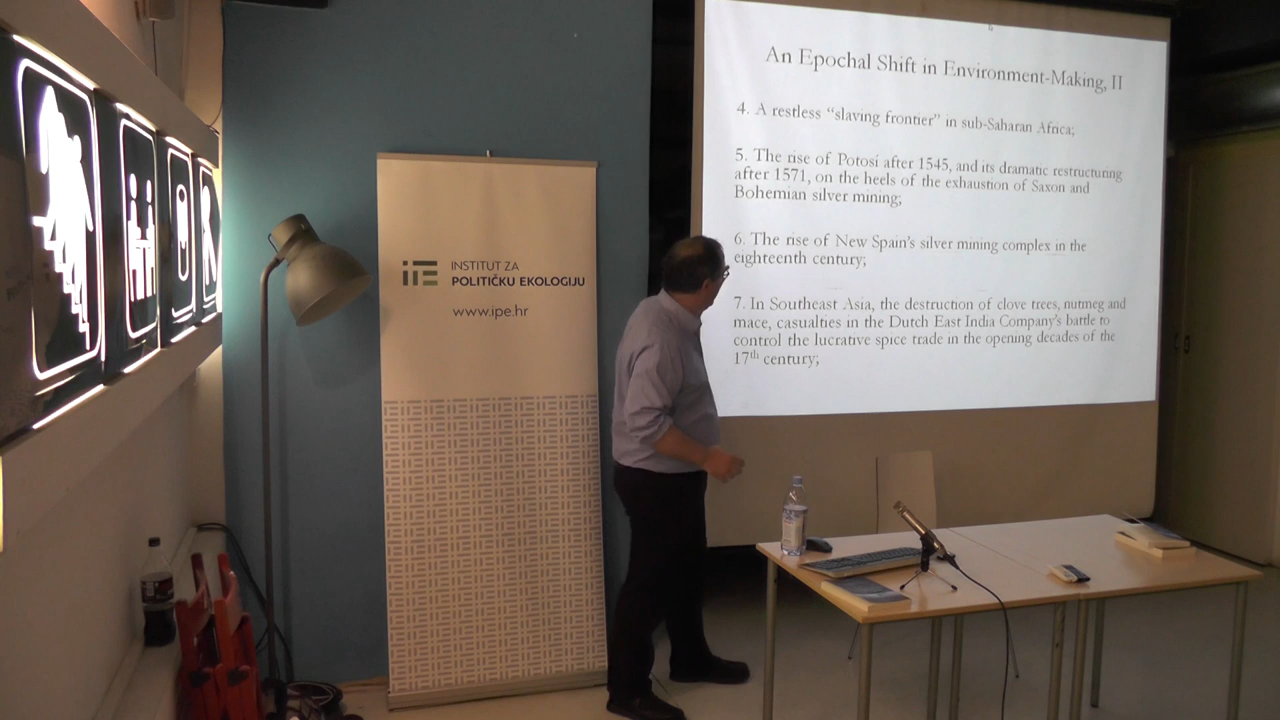 An Epochal Shift in Environment-Making, II
4. A restless “slaving frontier” in sub-Saharan Africa;
5. The rise of Potosí after 1545, and its dramatic restructuring
after 1571, on the heels of the exhaustion of Saxon and
Bohemian silver mining;
6. The rise of New Spain’s silver mining complex in the
eighteenth century;
7. In Southeast Asia, the destruction of clove trees, nutmeg and
mace, casualties in the Dutch East India Company’s battle to
control the lucrative spice trade in the opening decades of the
17th century;
INSTITUT ZA
POLITIČKU EKOLOGIJU
www.ipe.hr